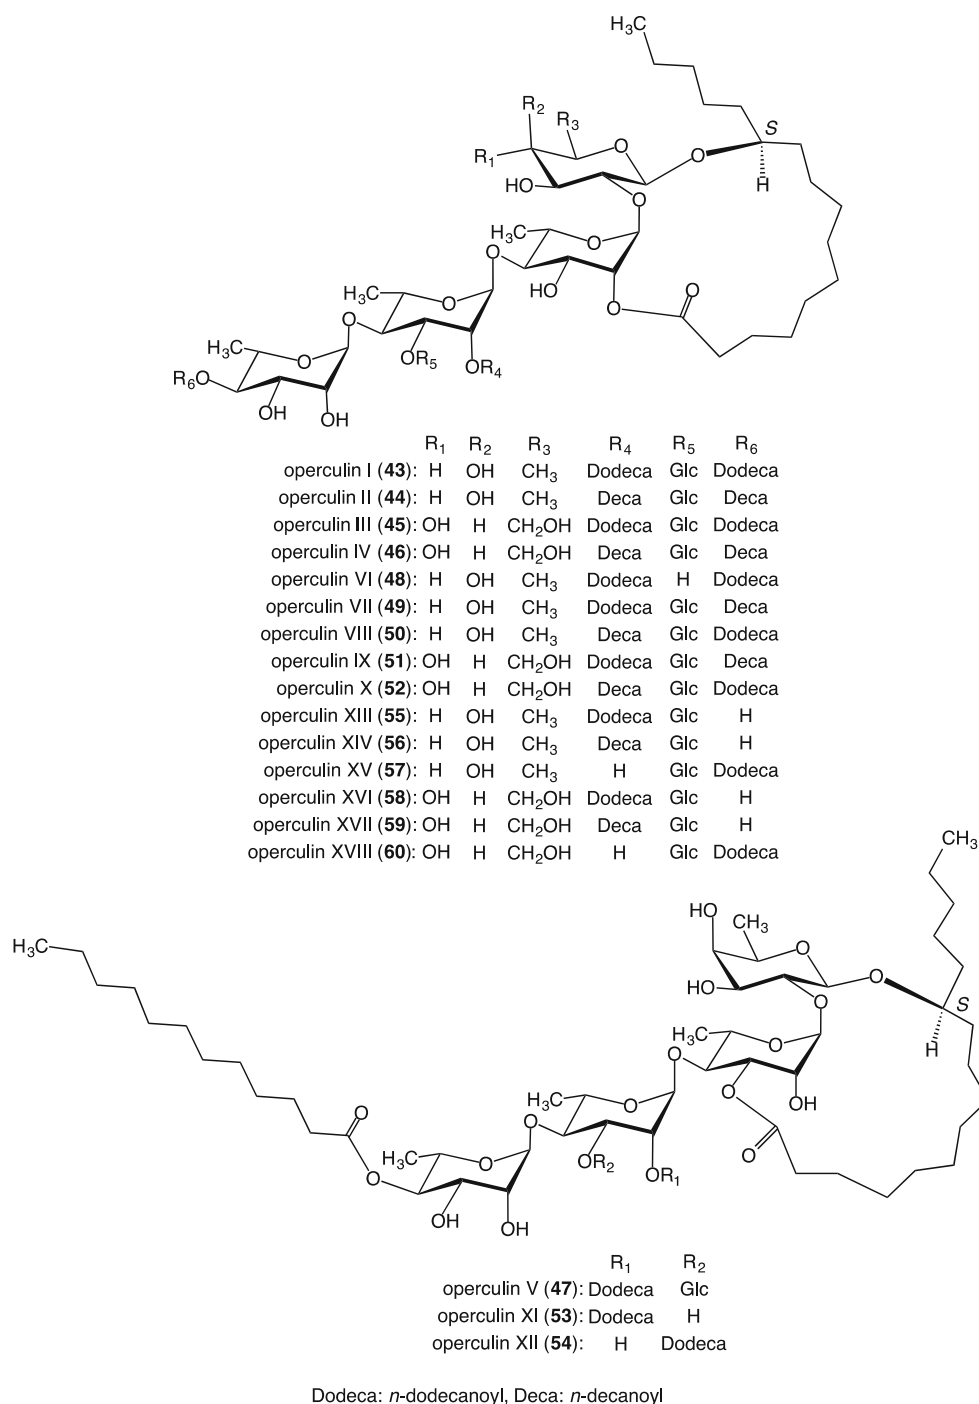 H₃C
R₂
R₃
S
R₁
O
O
H
HO
O
H₃C
O
O
HO
O
O
H₃C
O
O
OR₅
OR₄
H₃C
O
R₆O
OH
OH
R₁ R₂ R₃ R₄ R₅ R₆
operculin I (43): H OH CH₃ Dodeca Glc Dodeca
operculin II (44): H OH CH₃ Deca Glc Deca
operculin III (45): OH H CH₂OH Dodeca Glc Dodeca
operculin IV (46): OH H CH₂OH Deca Glc Deca
operculin VI (48): H OH CH₃ Dodeca H Dodeca
operculin VII (49): H OH CH₃ Dodeca Glc Deca
operculin VIII (50): H OH CH₃ Deca Glc Dodeca
operculin IX (51): OH H CH₂OH Dodeca Glc Deca
operculin X (52): OH H CH₂OH Deca Glc Dodeca
operculin XIII (55): H OH CH₃ Dodeca Glc H
operculin XIV (56): H OH CH₃ Deca Glc H
operculin XV (57): H OH CH₃ H Glc Dodeca
operculin XVI (58): OH H CH₂OH Dodeca Glc H
operculin XVII (59): OH H CH₂OH Deca Glc H
operculin XVIII (60): OH H CH₂OH H Glc Dodeca
CH₃
HO
CH₃
H₃C
O
O
HO
O
S
H₃C
O
H
O
O
OH
H₃C
O
O
O
O
OR₂
OR₁
H₃C
O
O
OH
OH
R₁ R₂
operculin V (47): Dodeca Glc
operculin XI (53): Dodeca H
operculin XII (54): H Dodeca
Dodeca: n-dodecanoyl, Deca: n-decanoyl